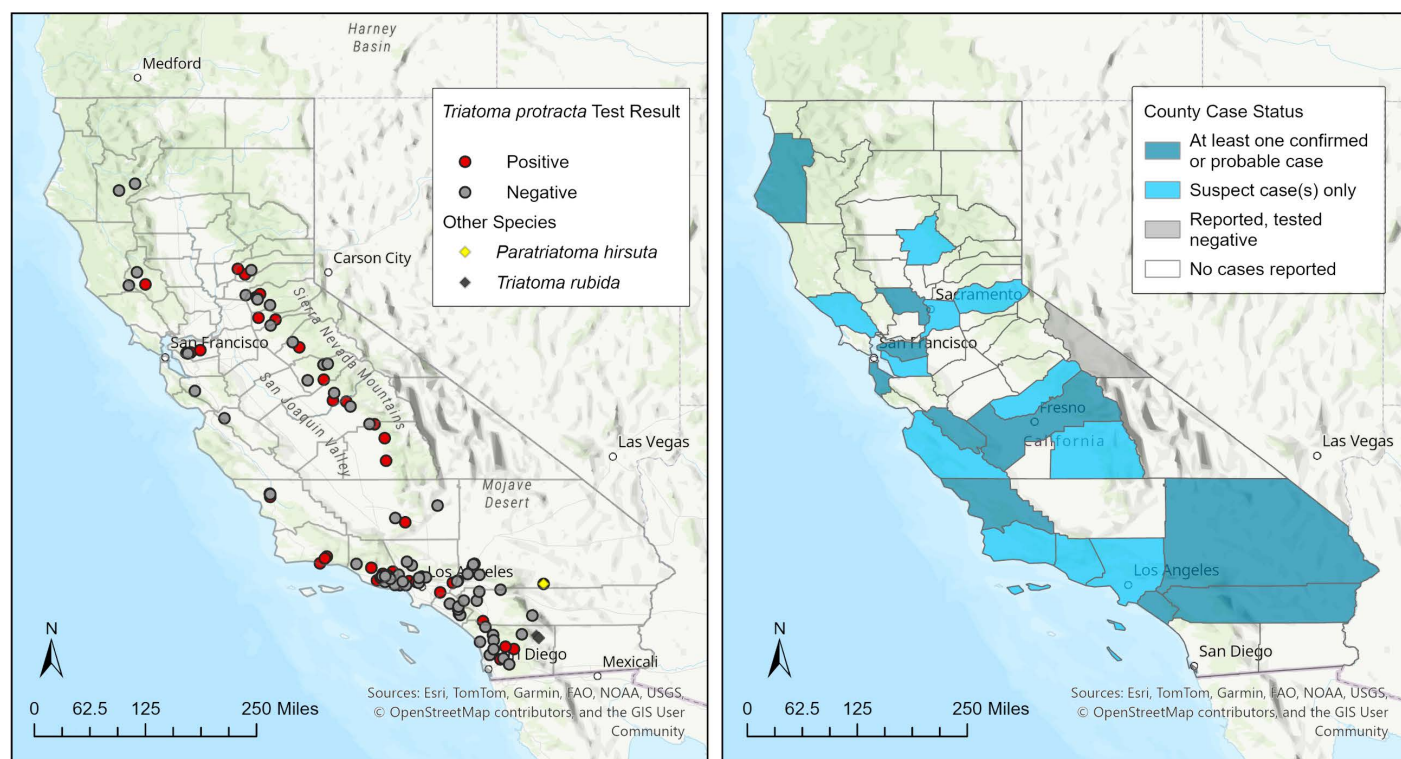 Harney
Basin
Medford
Triatoma protracta Test Result
Positive
Negative
Other Species
Paratriatoma hirsuta
Triatoma rubida
Carson City
Sierra Nevada Mountains
San Francisco
San Joaquin Valley
Las Vegas
Mojave
Desert
Los Angeles
n Diego
Mexicali
N
0 62.5 125 250 Miles
Sources: Esri, TomTom, Garmin, FAO, NOAA, USGS,
© OpenStreetMap contributors, and the GIS User
Community
County Case Status
At least one confirmed
or probable case
Suspect case(s) only
Reported, tested
negative
No cases reported
Sacramento
San Francisco
Fresno
California
Las Vegas
Los Angeles
San Diego
N
0 62.5 125 250 Miles
Sources: Esri, TomTom, Garmin, FAO, NOAA, USGS,
© OpenStreetMap contributors, and the GIS User
Community